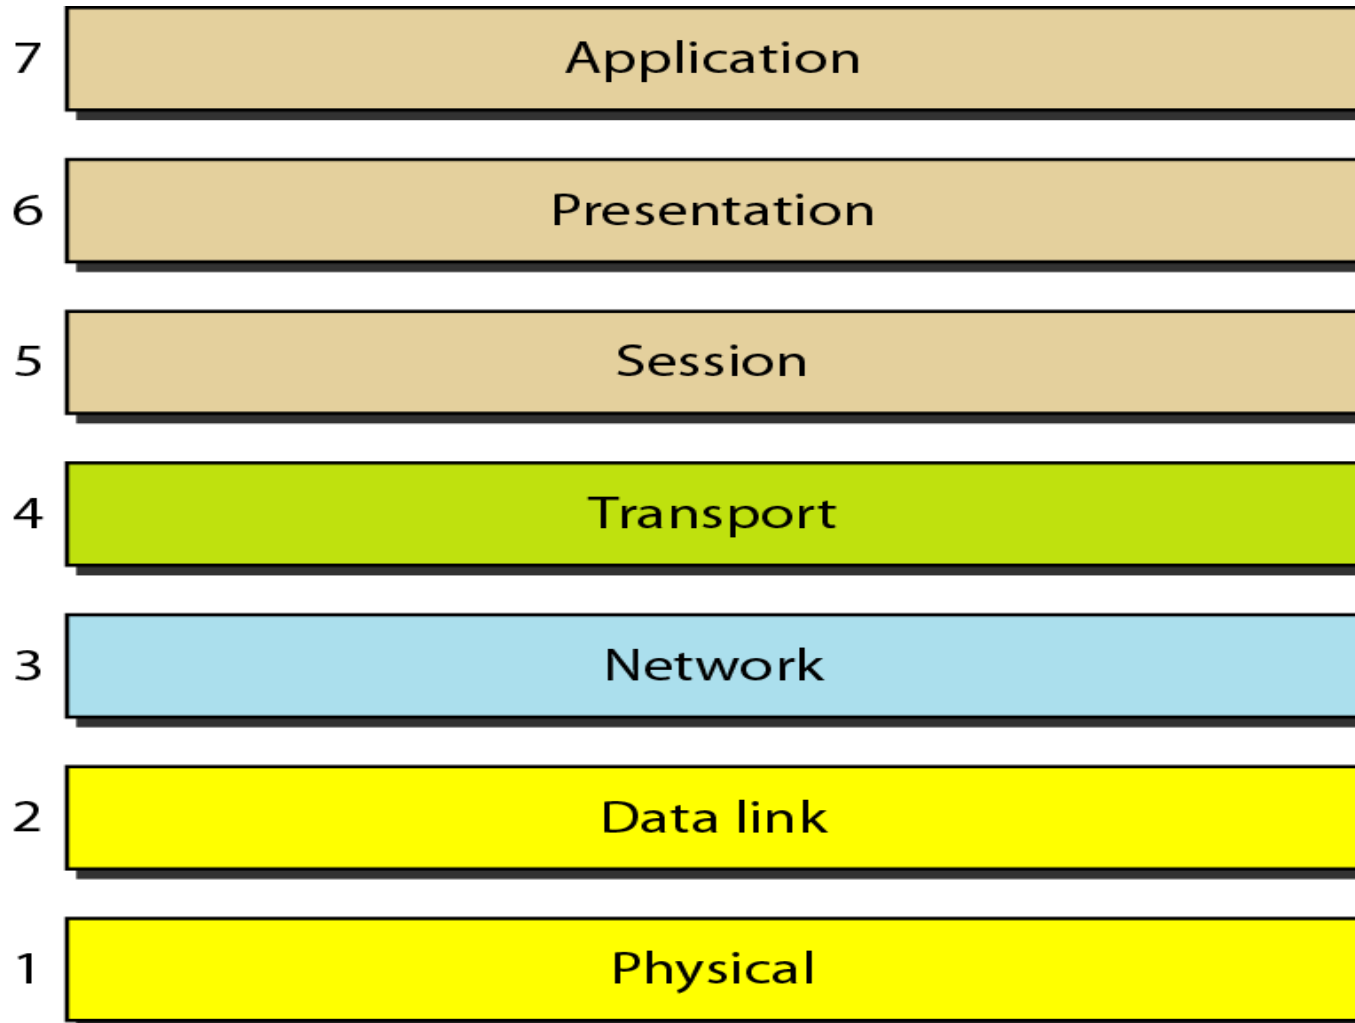 7 Application
6 Presentation
5 Session
4 Transport
3 Network
2 Data link
1 Physical